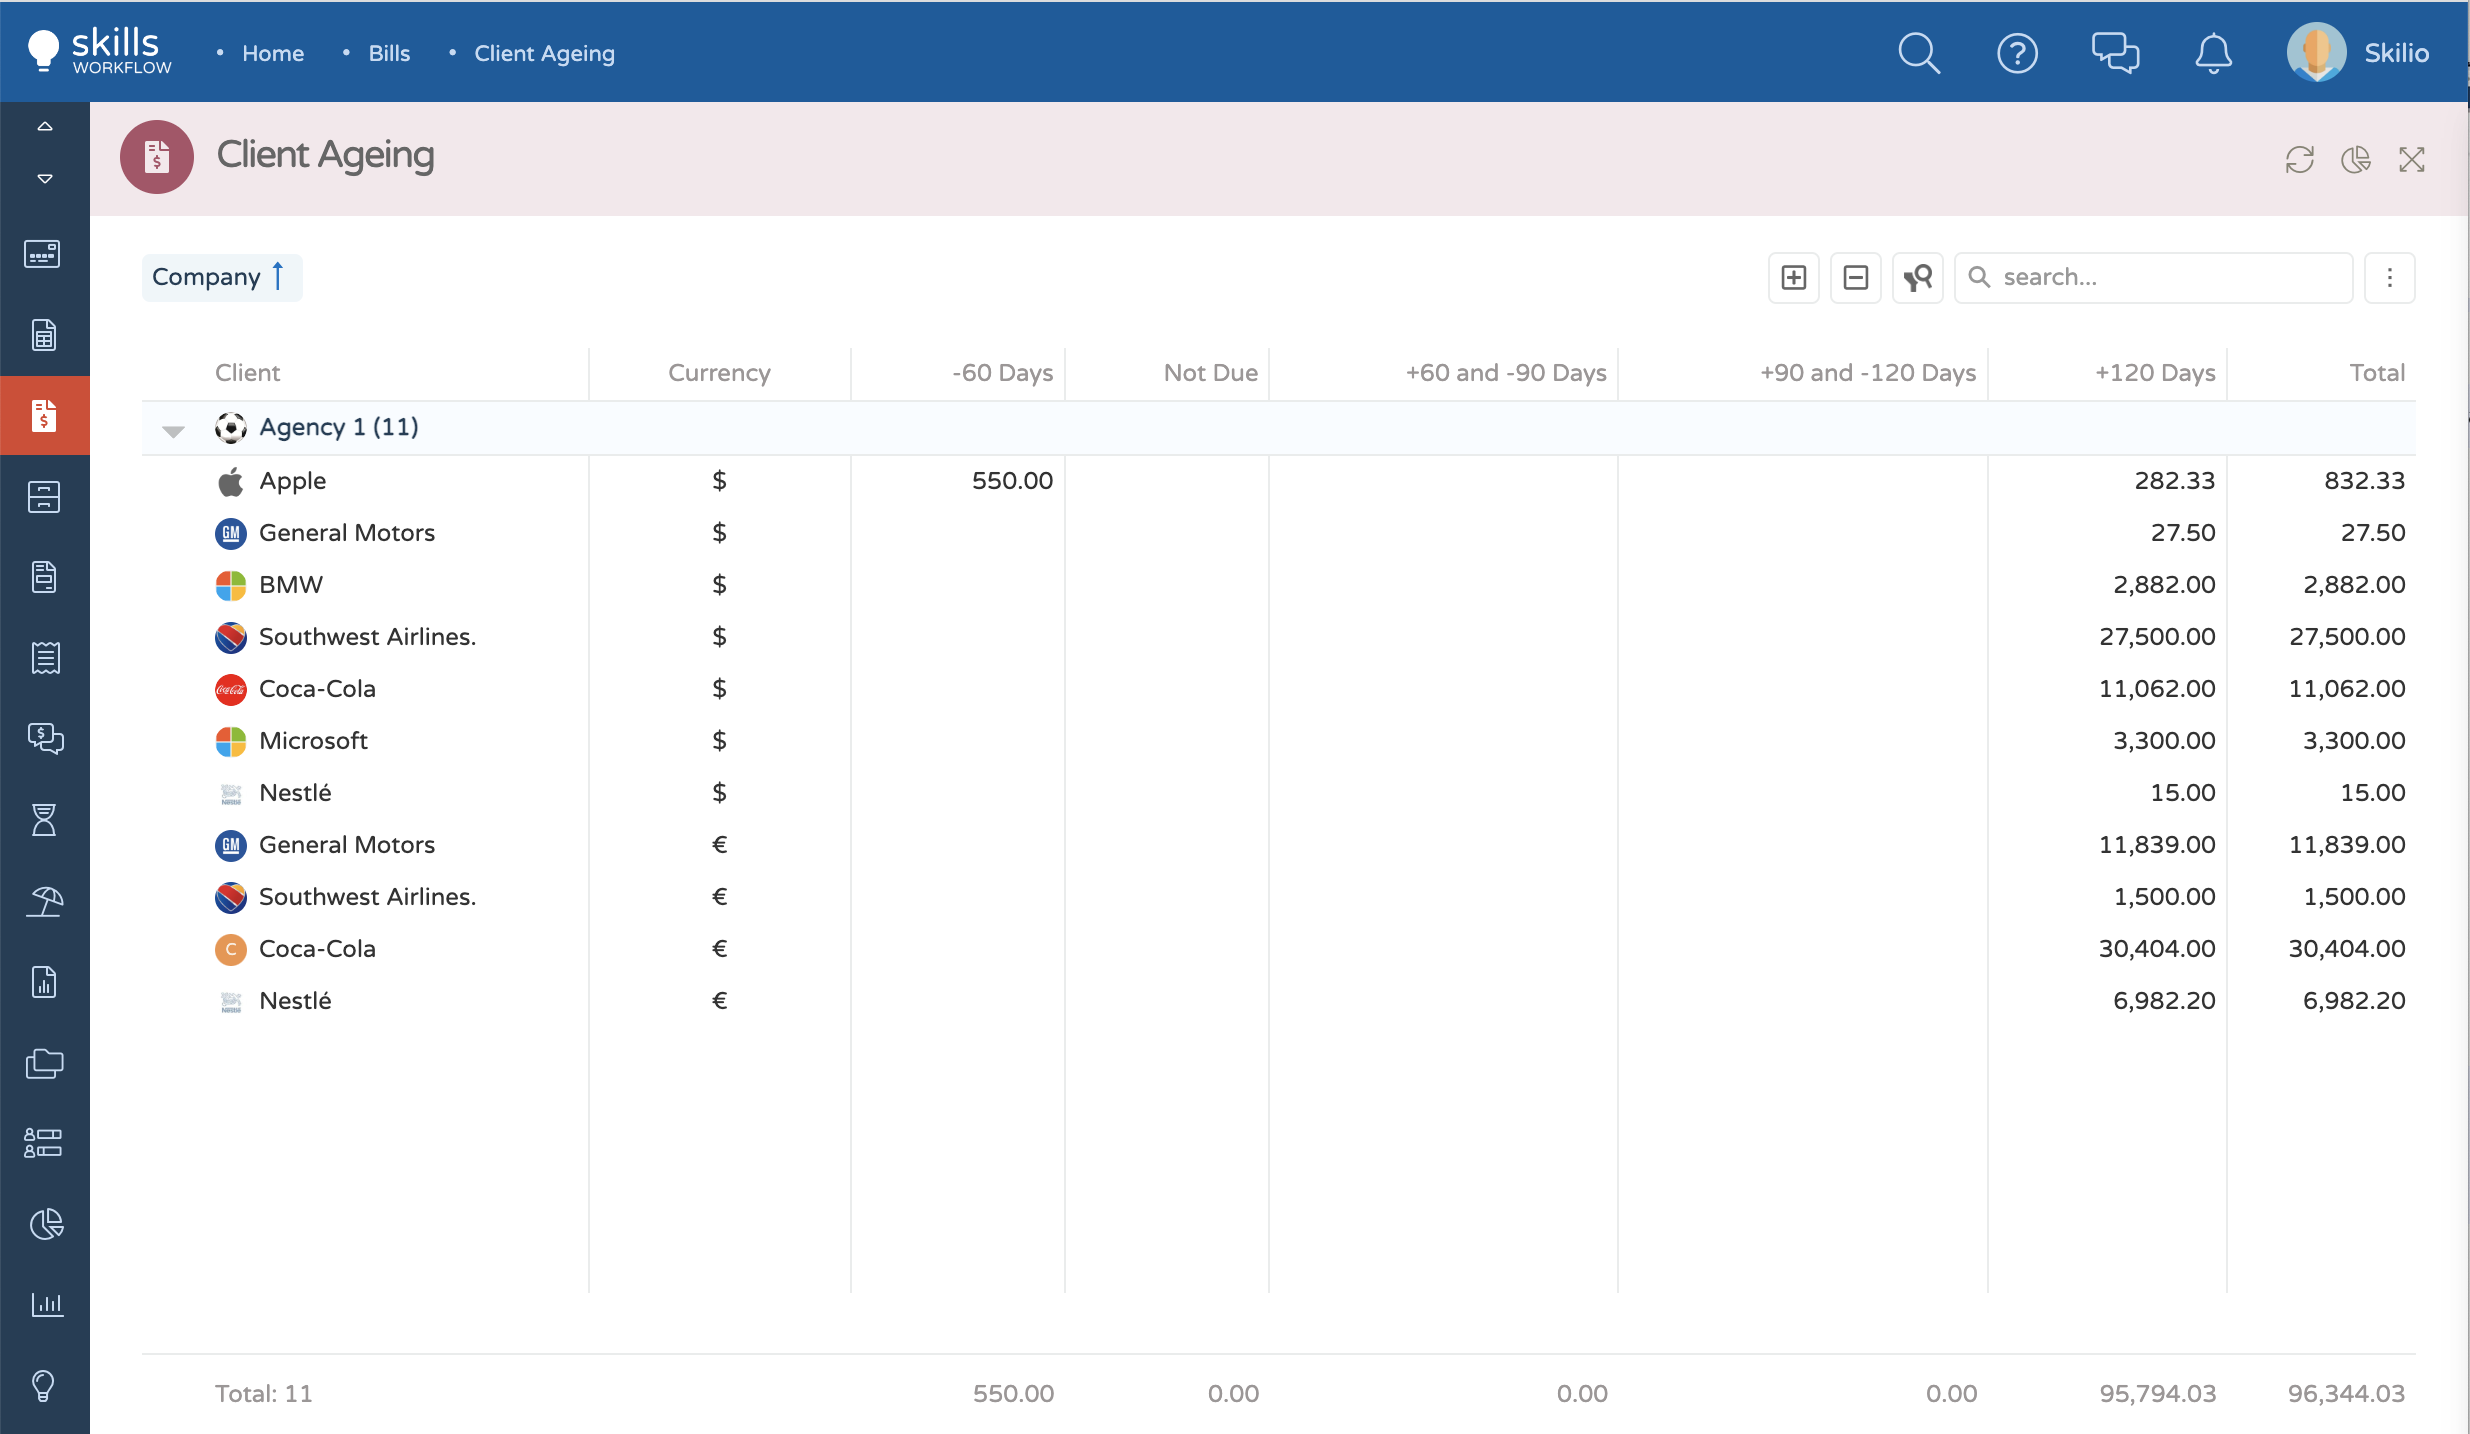 skills
WORKFLOW
• Home • Bills • Client Ageing
Skilio
Client Ageing
Company
search...
Client Currency -60 Days Not Due +60 and -90 Days +90 and -120 Days +120 Days Total
Agency 1 (11)
Apple $ 550.00 282.33 832.33
GM General Motors $ 27.50 27.50
BMW $ 2,882.00 2,882.00
Southwest Airlines. $ 27,500.00 27,500.00
Coca-Cola Coca-Cola $ 11,062.00 11,062.00
Microsoft $ 3,300.00 3,300.00
Nestlé Nestlé $ 15.00 15.00
GM General Motors € 11,839.00 11,839.00
Southwest Airlines. € 1,500.00 1,500.00
C Coca-Cola € 30,404.00 30,404.00
Nestlé Nestlé € 6,982.20 6,982.20
Total: 11 550.00 0.00 0.00 0.00 95,794.03 96,344.03